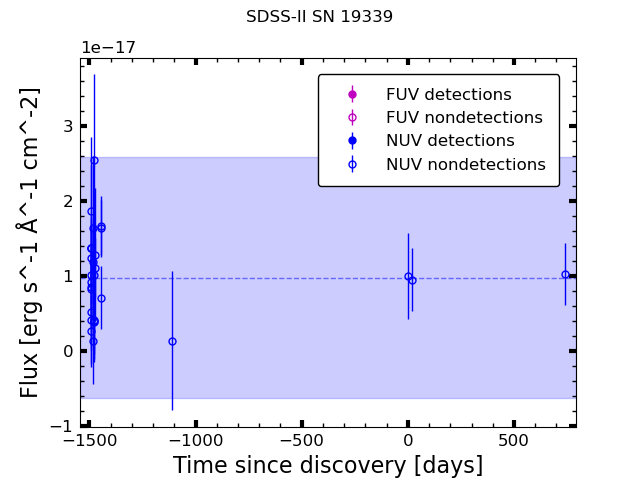 SDSS-II SN 19339
1e−17
FUV detections
FUV nondetections
NUV detections
NUV nondetections
3
2
1
0
−1
−1500
−1000
−500
0
500
Flux [erg s^-1 Å^-1 cm^-2]
Time since discovery [days]